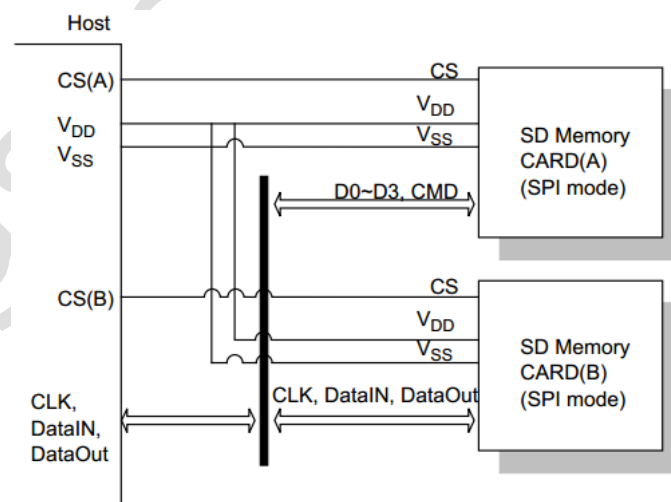 Host
CS(A)
VDD
VSS
CS
VDD
VSS
SD Memory
CARD(A)
(SPI mode)
D0~D3, CMD
CS(B)
CS
VDD
VSS
SD Memory
CARD(B)
(SPI mode)
CLK,
DataIN,
DataOut
CLK, DataIN, DataOut